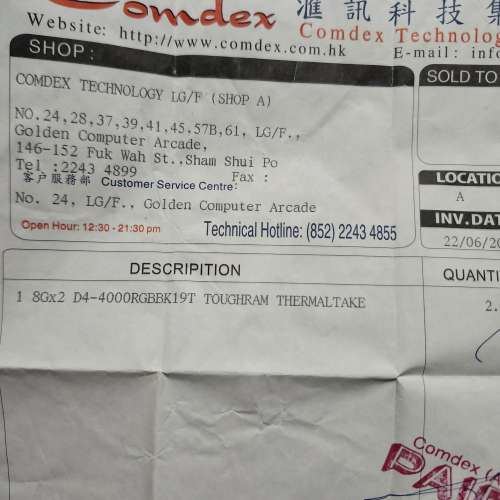 Comdex 滙訊科技集
Website: http://www.comdex.com.hk Comdex Technology
E-mail: info
SHOP:
COMDEX TECHNOLOGY LG/F (SHOP A)
NO.24,28,37,39,41,45,57B,61, LG/F.,
Golden Computer Arcade,
146-152 Fuk Wah St.,Sham Shui Po
Tel :2243 4899 Fax :
客户服務部 Customer Service Centre:
No. 24, LG/F., Golden Computer Arcade
Open Hour: 12:30 - 21:30 pm Technical Hotline: (852) 2243 4855
SOLD TO
LOCATIO
A
INV.DAT
22/06/20
DESCRIPITION QUANTI
1 8Gx2 D4-4000RGBBK19T TOUGHRAM THERMALTAKE 2.
Comdex (
PAI